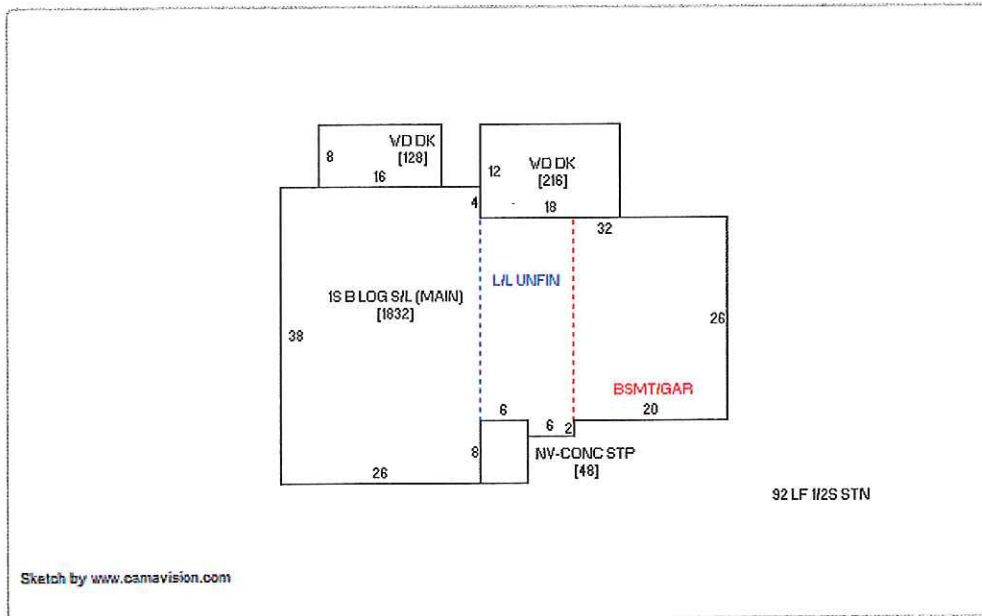 WD DK
[128]
8
16
WD DK
[216]
12
4
18
32
L/L UNFIN
1S B LOG S/L (MAIN)
[1832]
38
26
BSMT/GAR
20
6
6
2
8
NV-CONC STP
[48]
26
92 LF 1/2S STN
Sketch by www.camavision.com